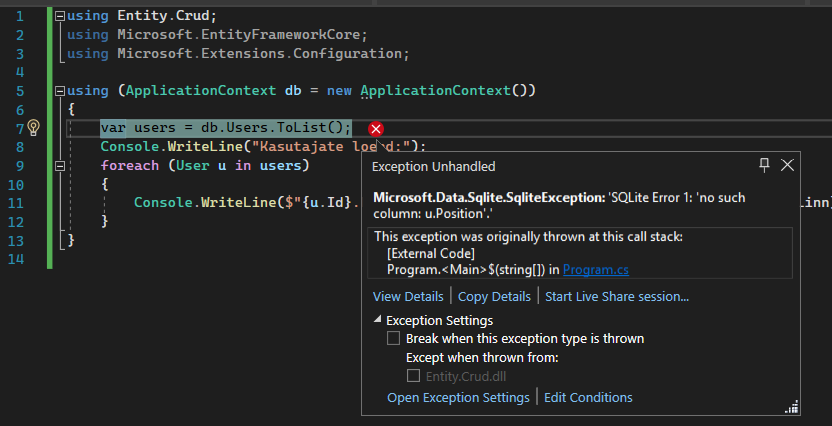 1 using Entity.Crud;
2 using Microsoft.EntityFrameworkCore;
3 using Microsoft.Extensions.Configuration;
4
5 using (ApplicationContext db = new ApplicationContext())
6 {
7 var users = db.Users.ToList();
8 Console.WriteLine("Kasutajate loe d:");
9 foreach (User u in users)
10 {
11 Console.WriteLine($"{u.Id}. inn)
12 }
13 }
14
Exception Unhandled
Microsoft.Data.Sqlite.SqliteException: 'SQLite Error 1: 'no such
column: u.Position'.'
This exception was originally thrown at this call stack:
[External Code]
Program.<Main>$(string[]) in Program.cs
View Details | Copy Details | Start Live Share session...
Exception Settings
Break when this exception type is thrown
Except when thrown from:
Entity.Crud.dll
Open Exception Settings | Edit Conditions